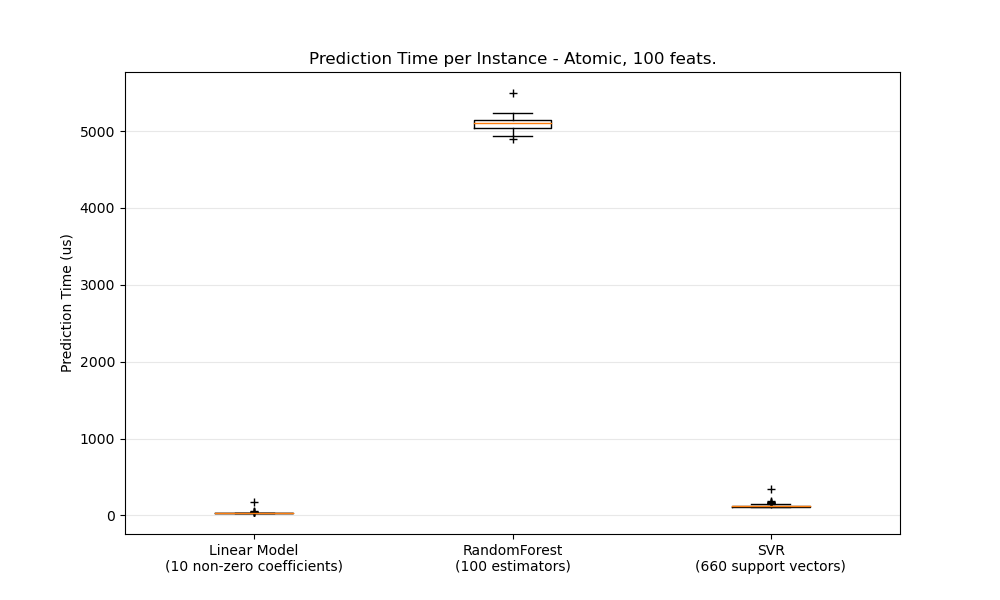 Prediction Time per Instance - Atomic, 100 feats.
Prediction Time (us)
5000
4000
3000
2000
1000
0
Linear Model
(10 non-zero coefficients)
RandomForest
(100 estimators)
SVR
(660 support vectors)